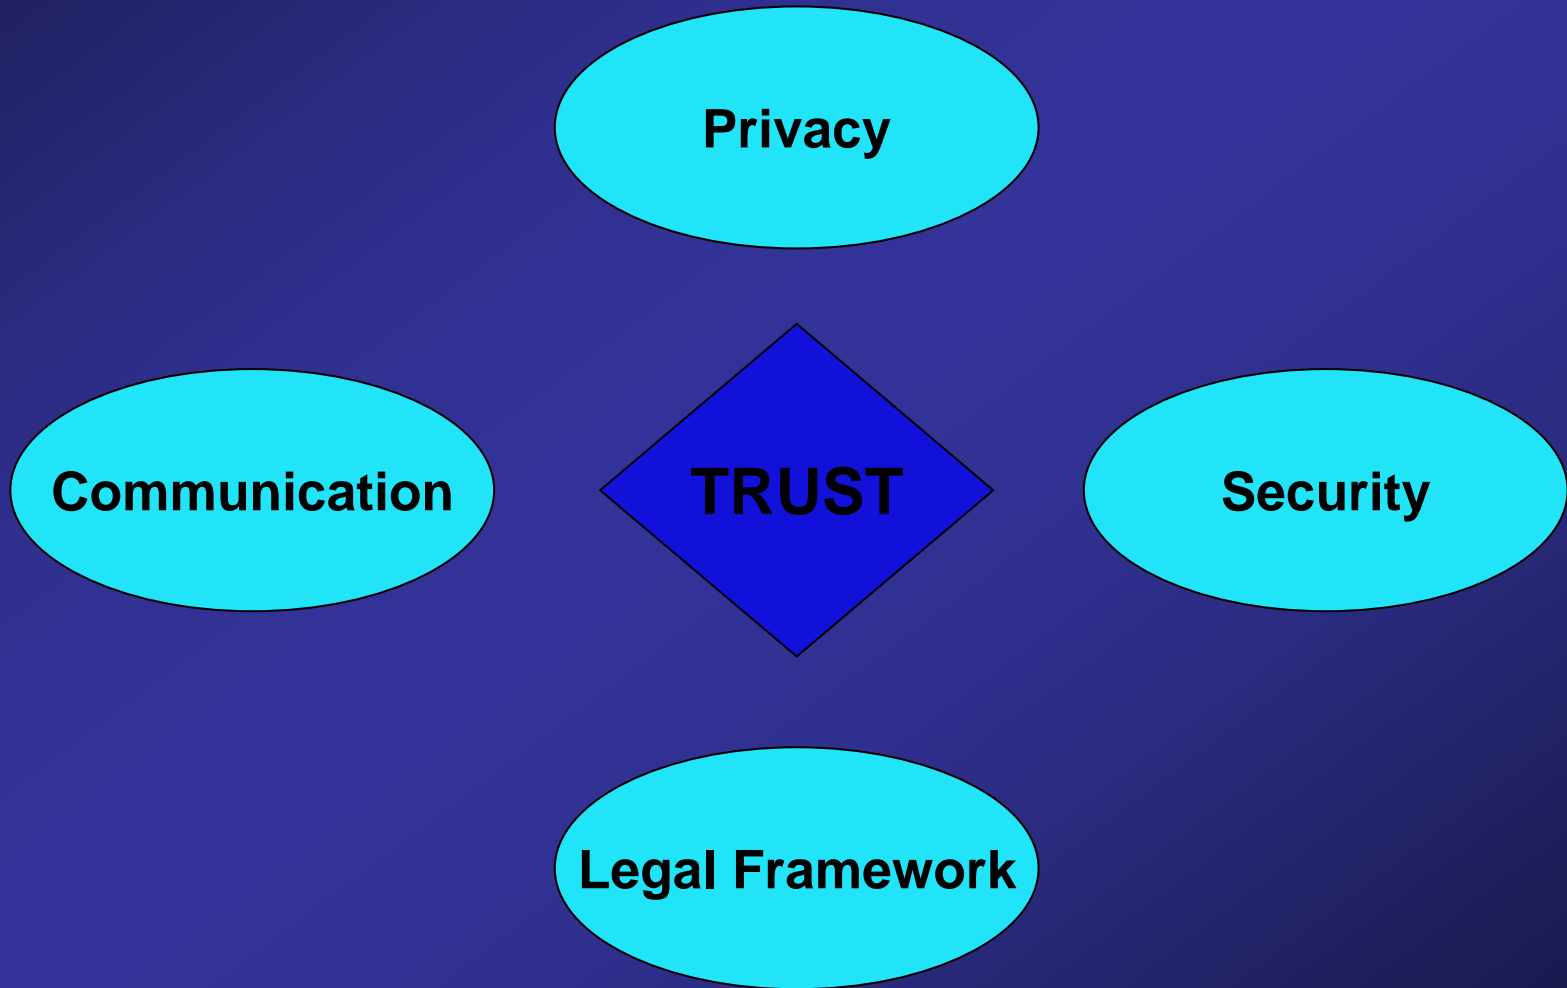 Privacy
Communication
TRUST
Security
Legal Framework